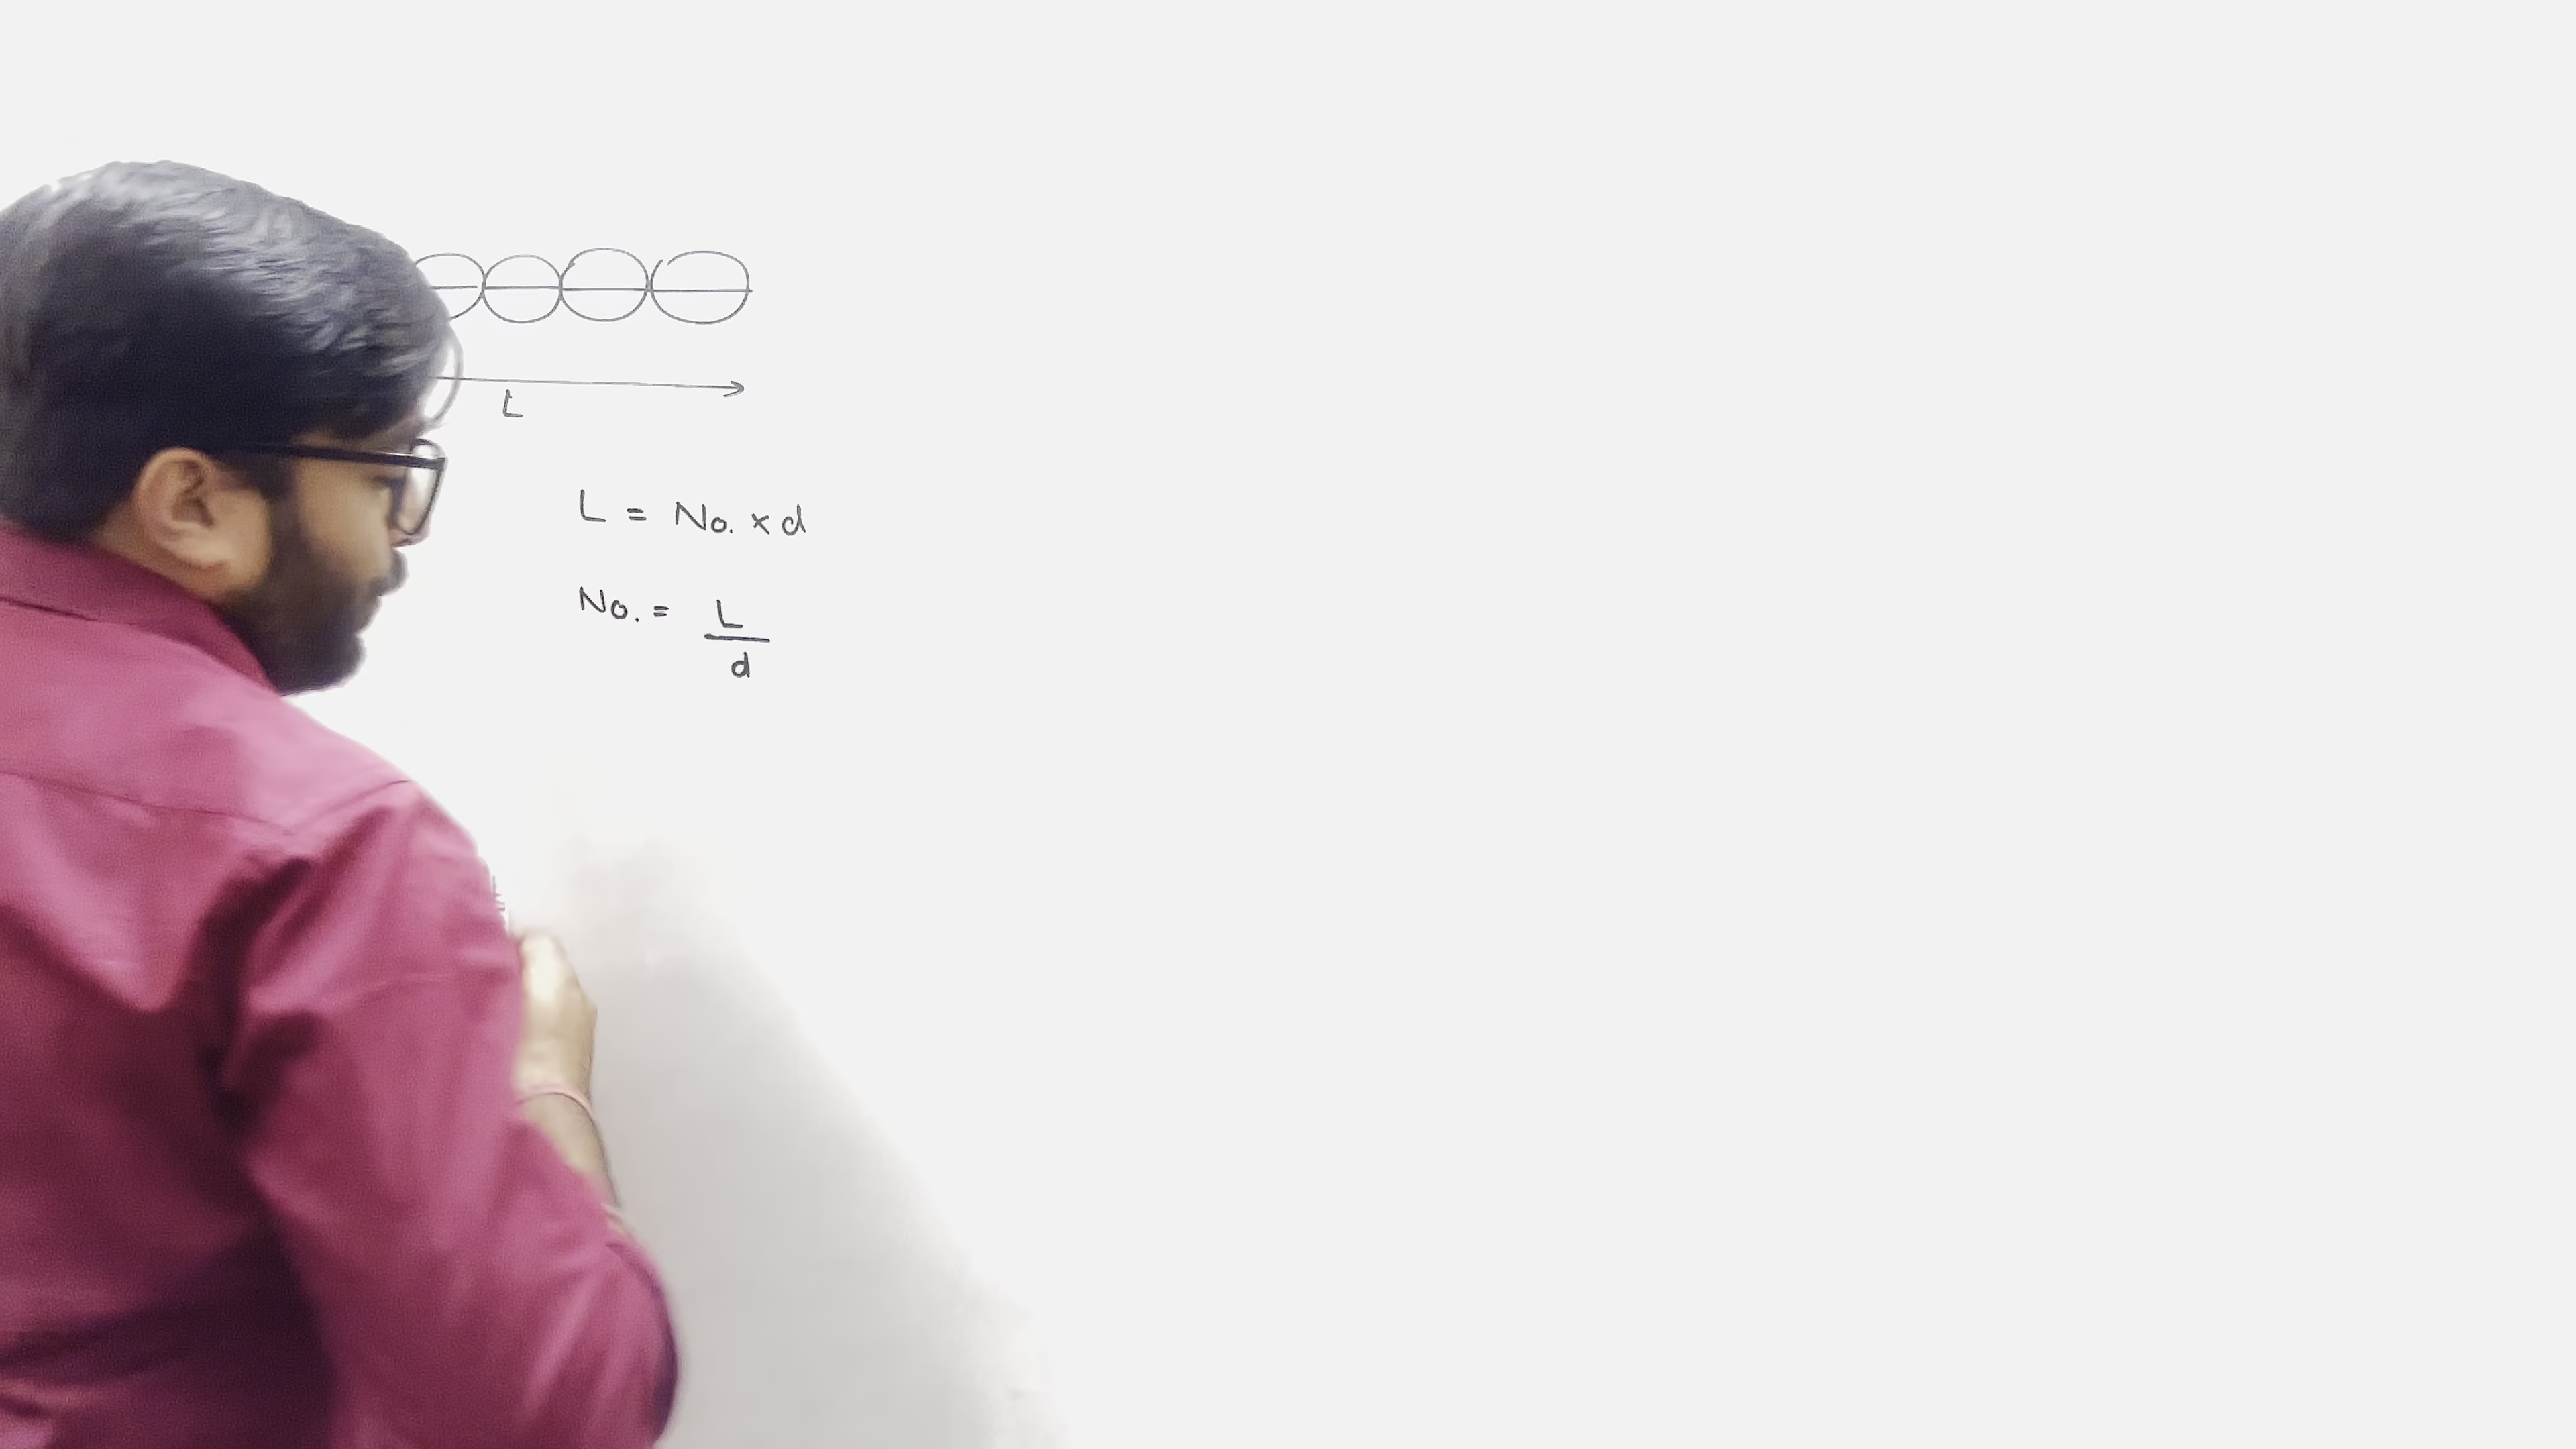 L
L = No. x d
No. = L
d